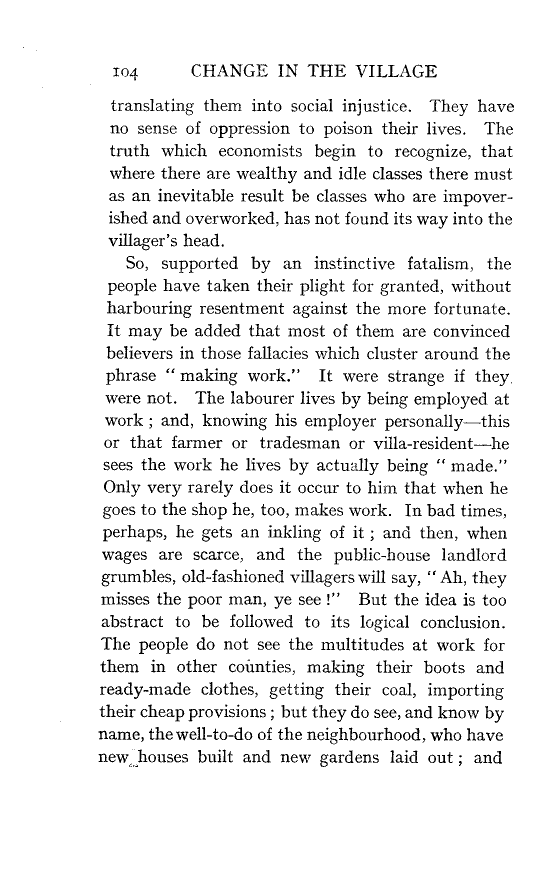 104 CHANGE IN THE VILLAGE
translating them into social injustice. They have
no sense of oppression to poison their lives. The
truth which economists begin to recognize, that
where there are wealthy and idle classes there must
as an inevitable result be classes who are impover-
ished and overworked, has not found its way into the
villager's head.
So, supported by an instinctive fatalism, the
people have taken their plight for granted, without
harbouring resentment against the more fortunate.
It may be added that most of them are convinced
believers in those fallacies which cluster around the
phrase “ making work.” It were strange if they
were not. The labourer lives by being employed at
work ; and, knowing his employer personally—this
or that farmer or tradesman or villa-resident—he
sees the work he lives by actually being “ made.”
Only very rarely does it occur to him that when he
goes to the shop he, too, makes work. In bad times,
perhaps, he gets an inkling of it ; and then, when
wages are scarce, and the public-house landlord
grumbles, old-fashioned villagers will say, “ Ah, they
misses the poor man, ye see !” But the idea is too
abstract to be followed to its logical conclusion.
The people do not see the multitudes at work for
them in other counties, making their boots and
ready-made clothes, getting their coal, importing
their cheap provisions ; but they do see, and know by
name, the well-to-do of the neighbourhood, who have
new houses built and new gardens laid out ; and